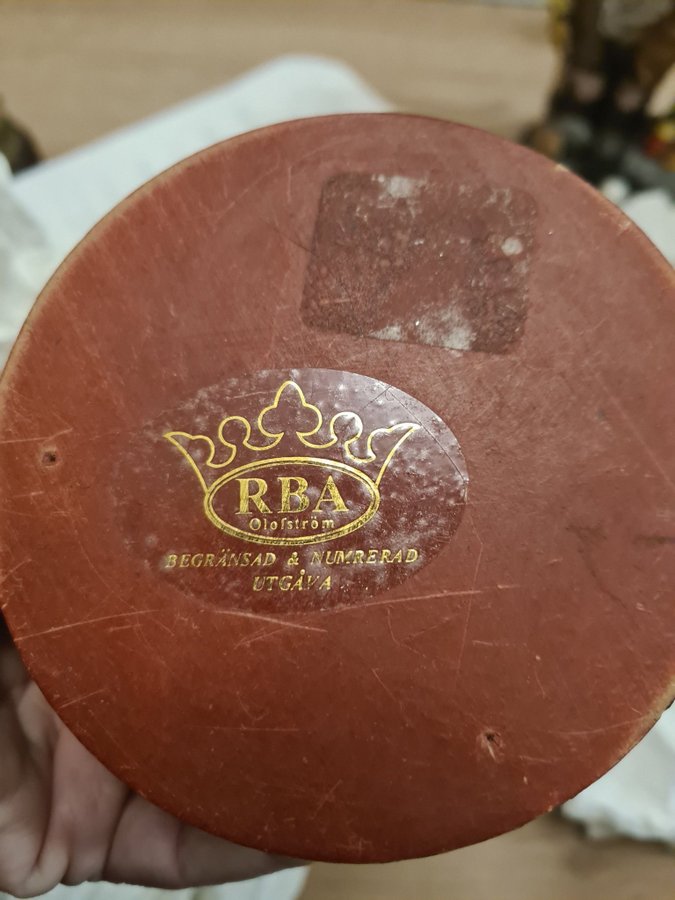 RBA
Olofström
BEGRÄNSAD & NUMRERAD
UTGÅVA